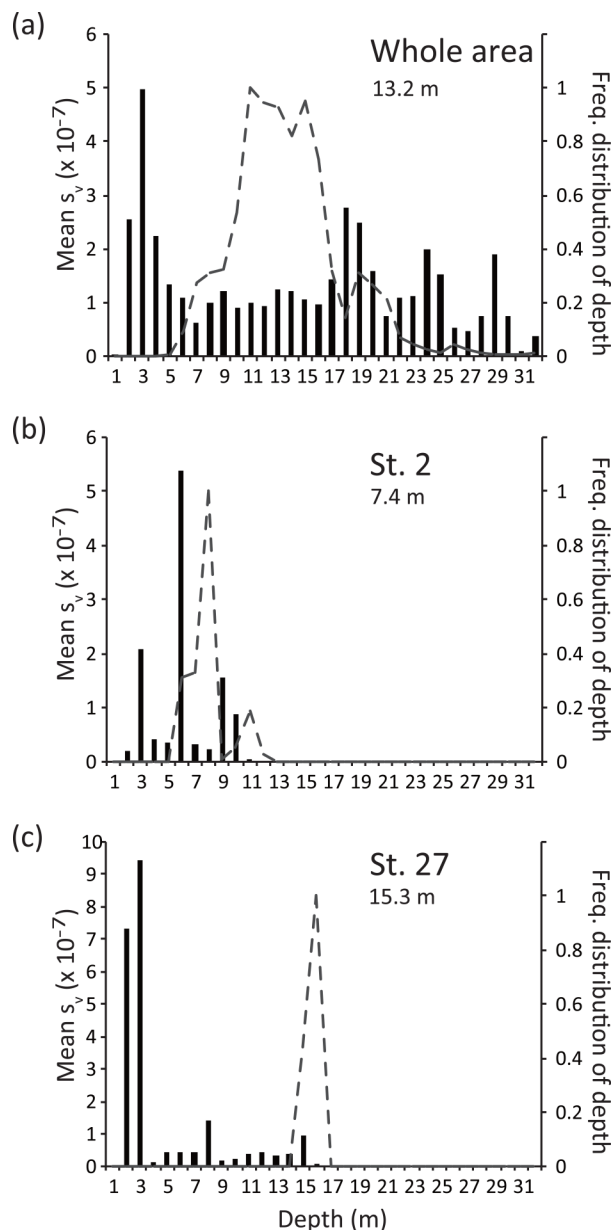 (a)
Whole area
13.2 m
Mean sv (x 10⁻⁷)
6
5
4
3
2
1
0
1
0.8
0.6
0.4
0.2
0
Freq. distribution of depth
1 3 5 7 9 11 13 15 17 19 21 23 25 27 29 31
(b)
St. 2
7.4 m
Mean sv (x 10⁻⁷)
6
5
4
3
2
1
0
1
0.8
0.6
0.4
0.2
0
Freq. distribution of depth
1 3 5 7 9 11 13 15 17 19 21 23 25 27 29 31
(c)
St. 27
15.3 m
Mean sv (x 10⁻⁷)
10
9
8
7
6
5
4
3
2
1
0
1
0.8
0.6
0.4
0.2
0
Freq. distribution of depth
1 3 5 7 9 11 13 15 17 19 21 23 25 27 29 31
Depth (m)